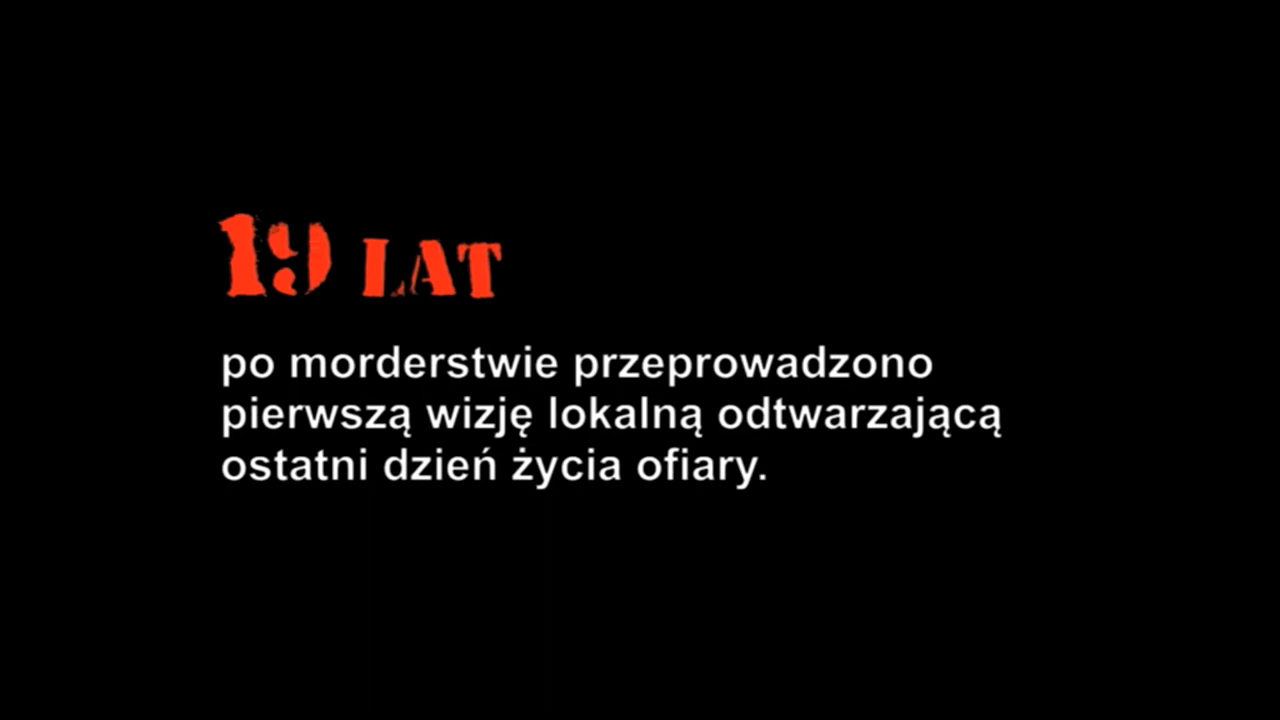 19 LAT
po morderstwie przeprowadzono
pierwszą wizję lokalną odtwarzającą
ostatni dzień życia ofiary.